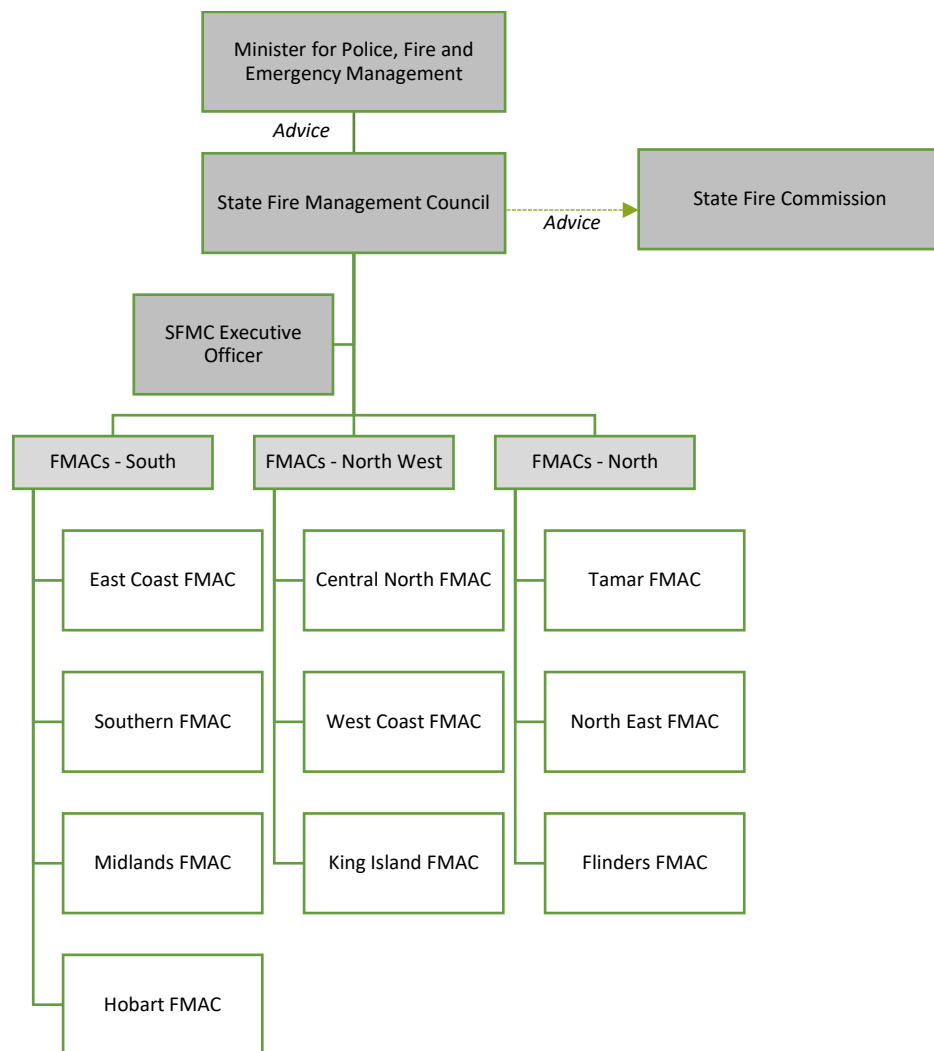 Minister for Police, Fire and
Emergency Management
Advice
State Fire Management Council
State Fire Commission
Advice
SFMC Executive
Officer
FMACs - South
FMACs - North West
FMACs - North
East Coast FMAC
Central North FMAC
Tamar FMAC
Southern FMAC
West Coast FMAC
North East FMAC
Midlands FMAC
King Island FMAC
Flinders FMAC
Hobart FMAC